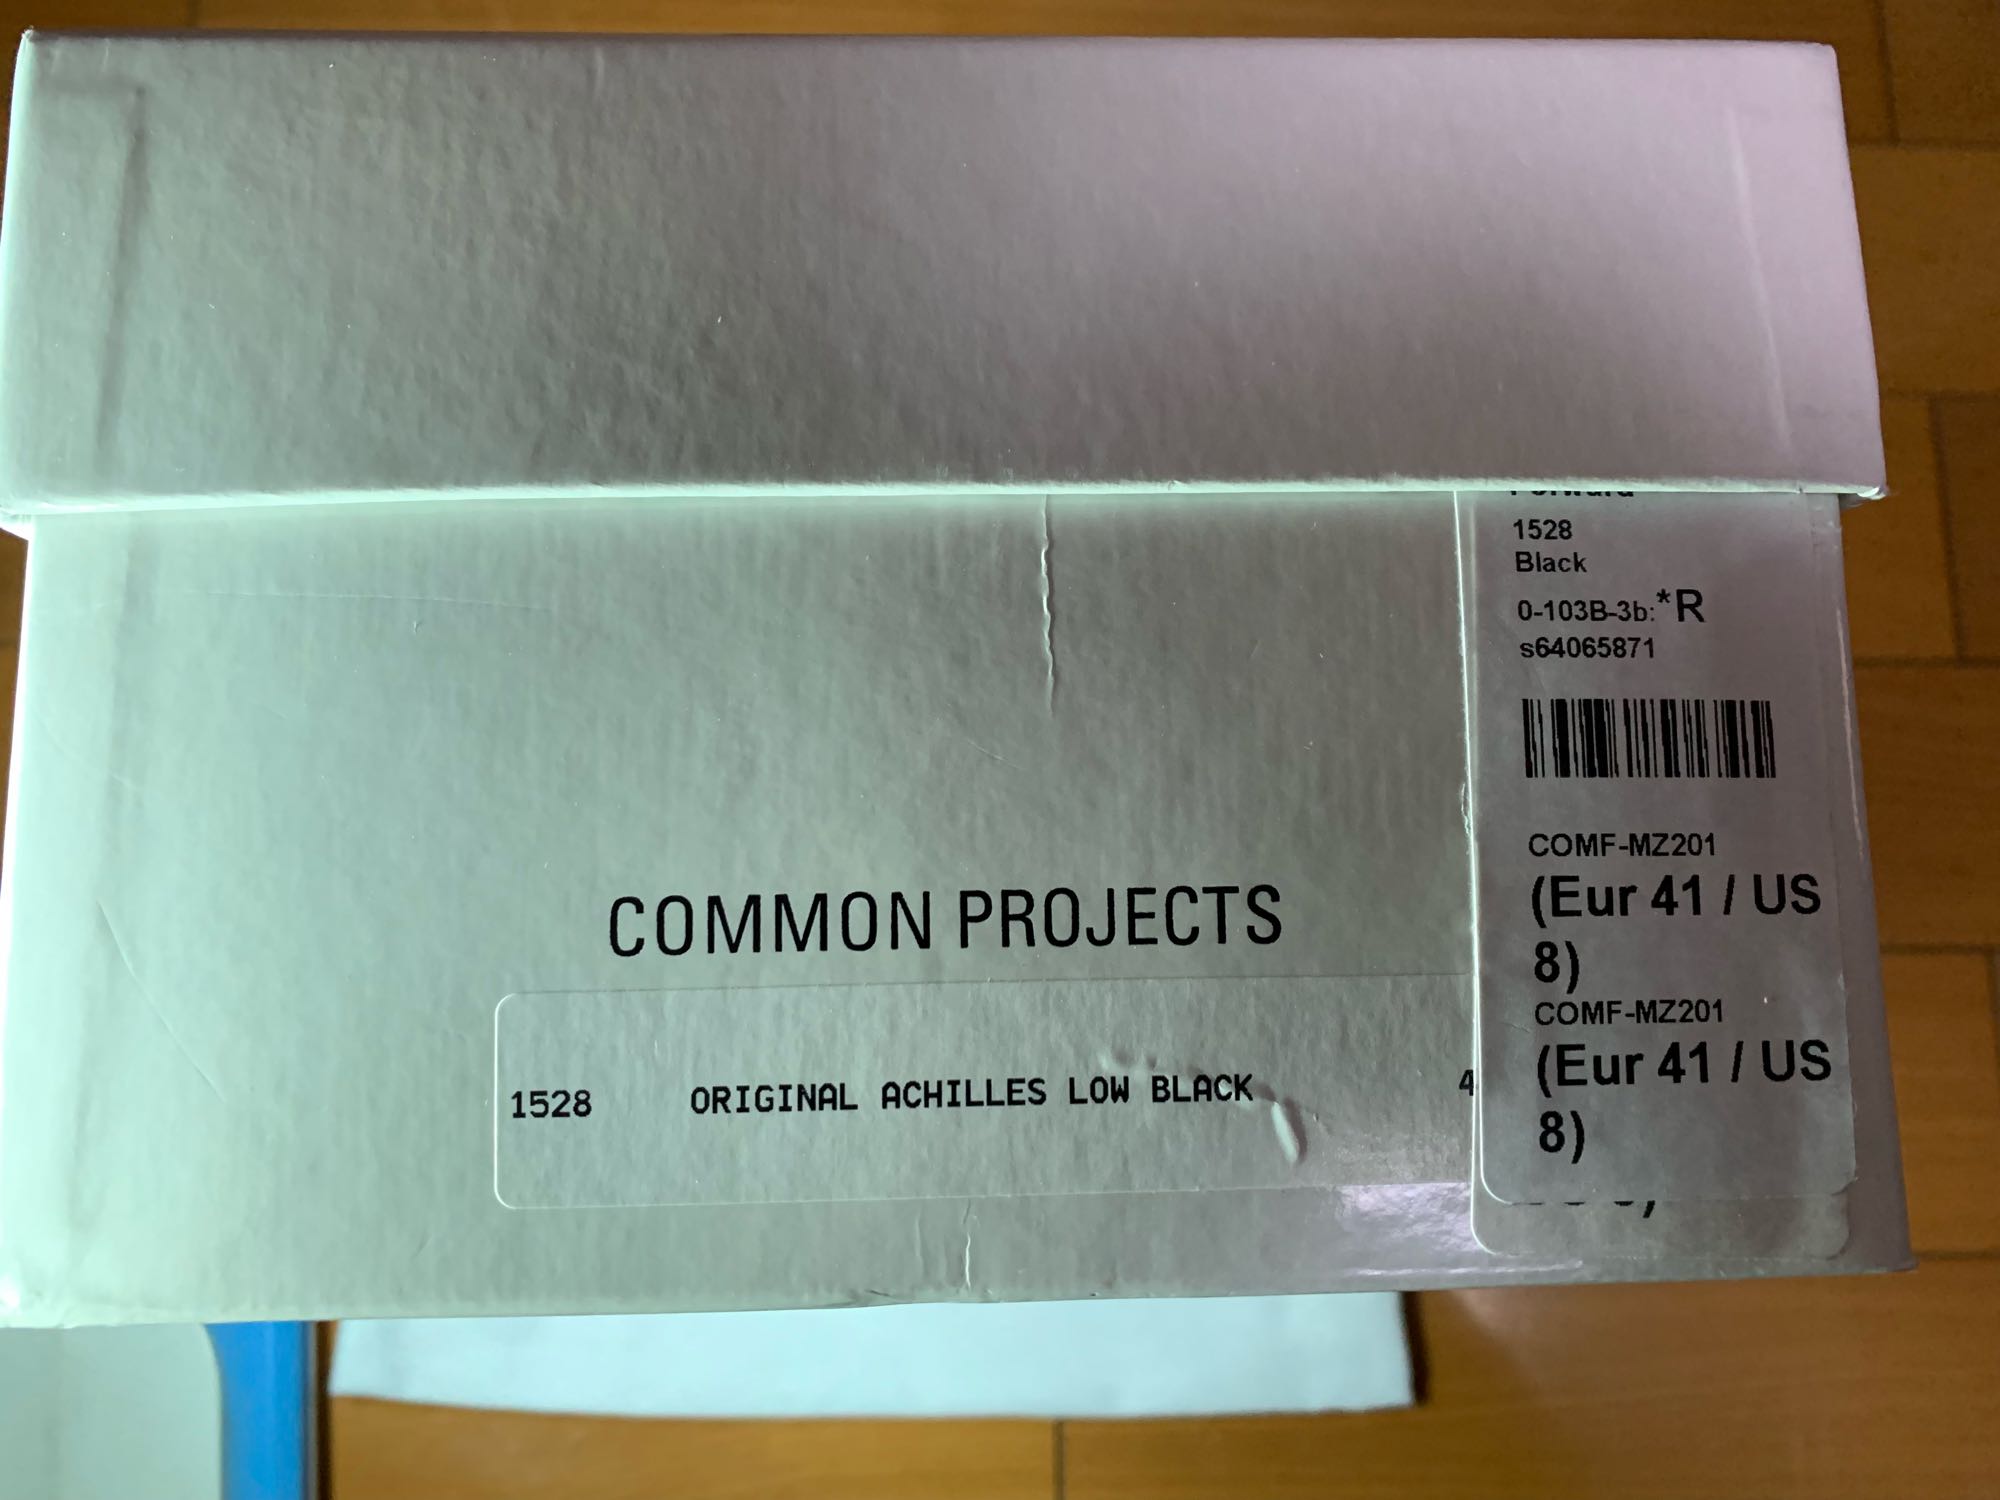 1528
Black
0-103B-3b:*R
s64065871
COMF-MZ201
(Eur 41 / US
8)
COMF-MZ201
(Eur 41 / US
8)
COMMON PROJECTS
1528 ORIGINAL ACHILLES LOW BLACK 4